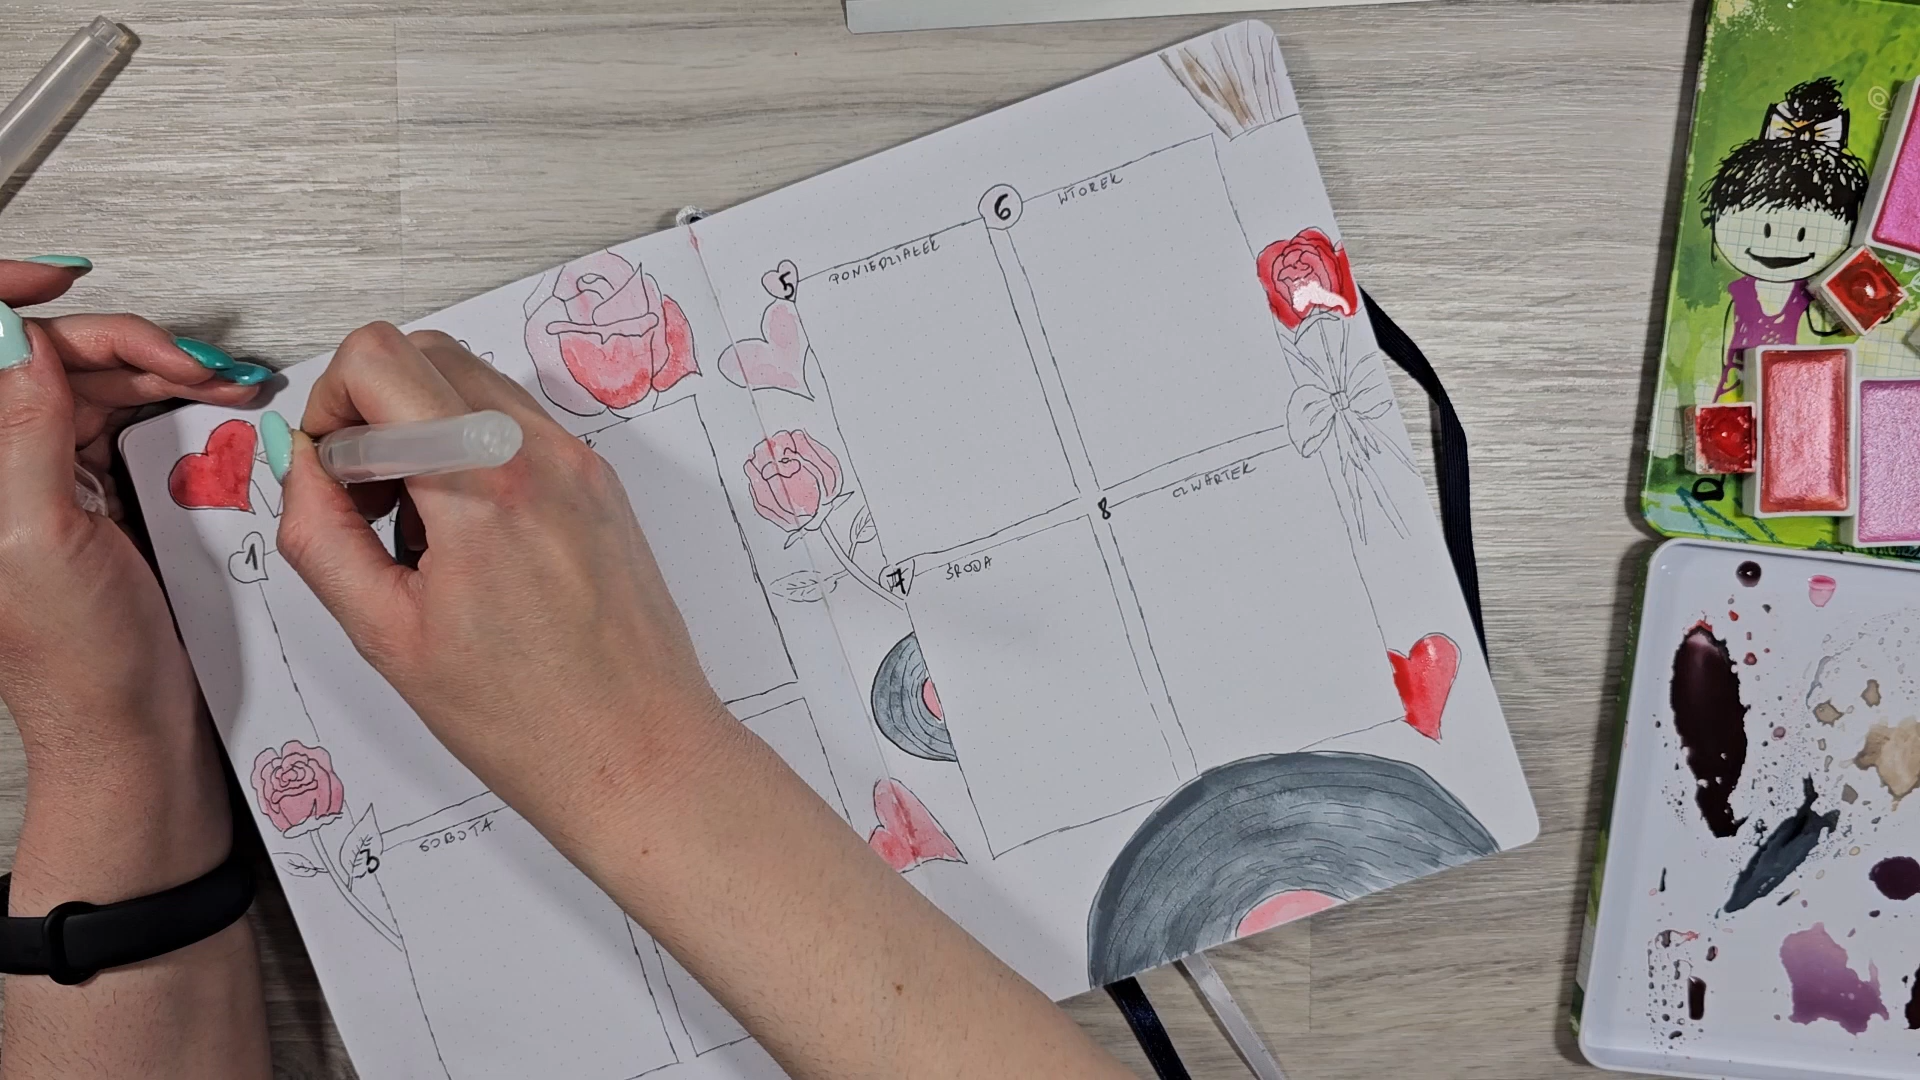 1
3
SOBOTA
5
PONIEDZIAŁEK
6
WTOREK
7
ŚRODA
8
CZWARTEK